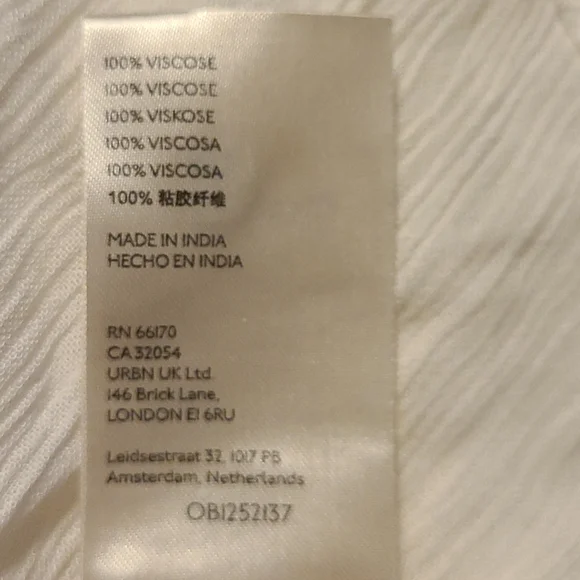 100% VISCOSE
100% VISCOSE
100% VISKOSE
100% VISCOSA
100% VISCOSA
100% 粘胶纤维
MADE IN INDIA
HECHO EN INDIA
RN 66170
CA 32054
URBN UK Ltd.
146 Brick Lane,
LONDON E1 6RU
Leidsestraat 32, 1017 PB
Amsterdam, Netherlands
OB1252137